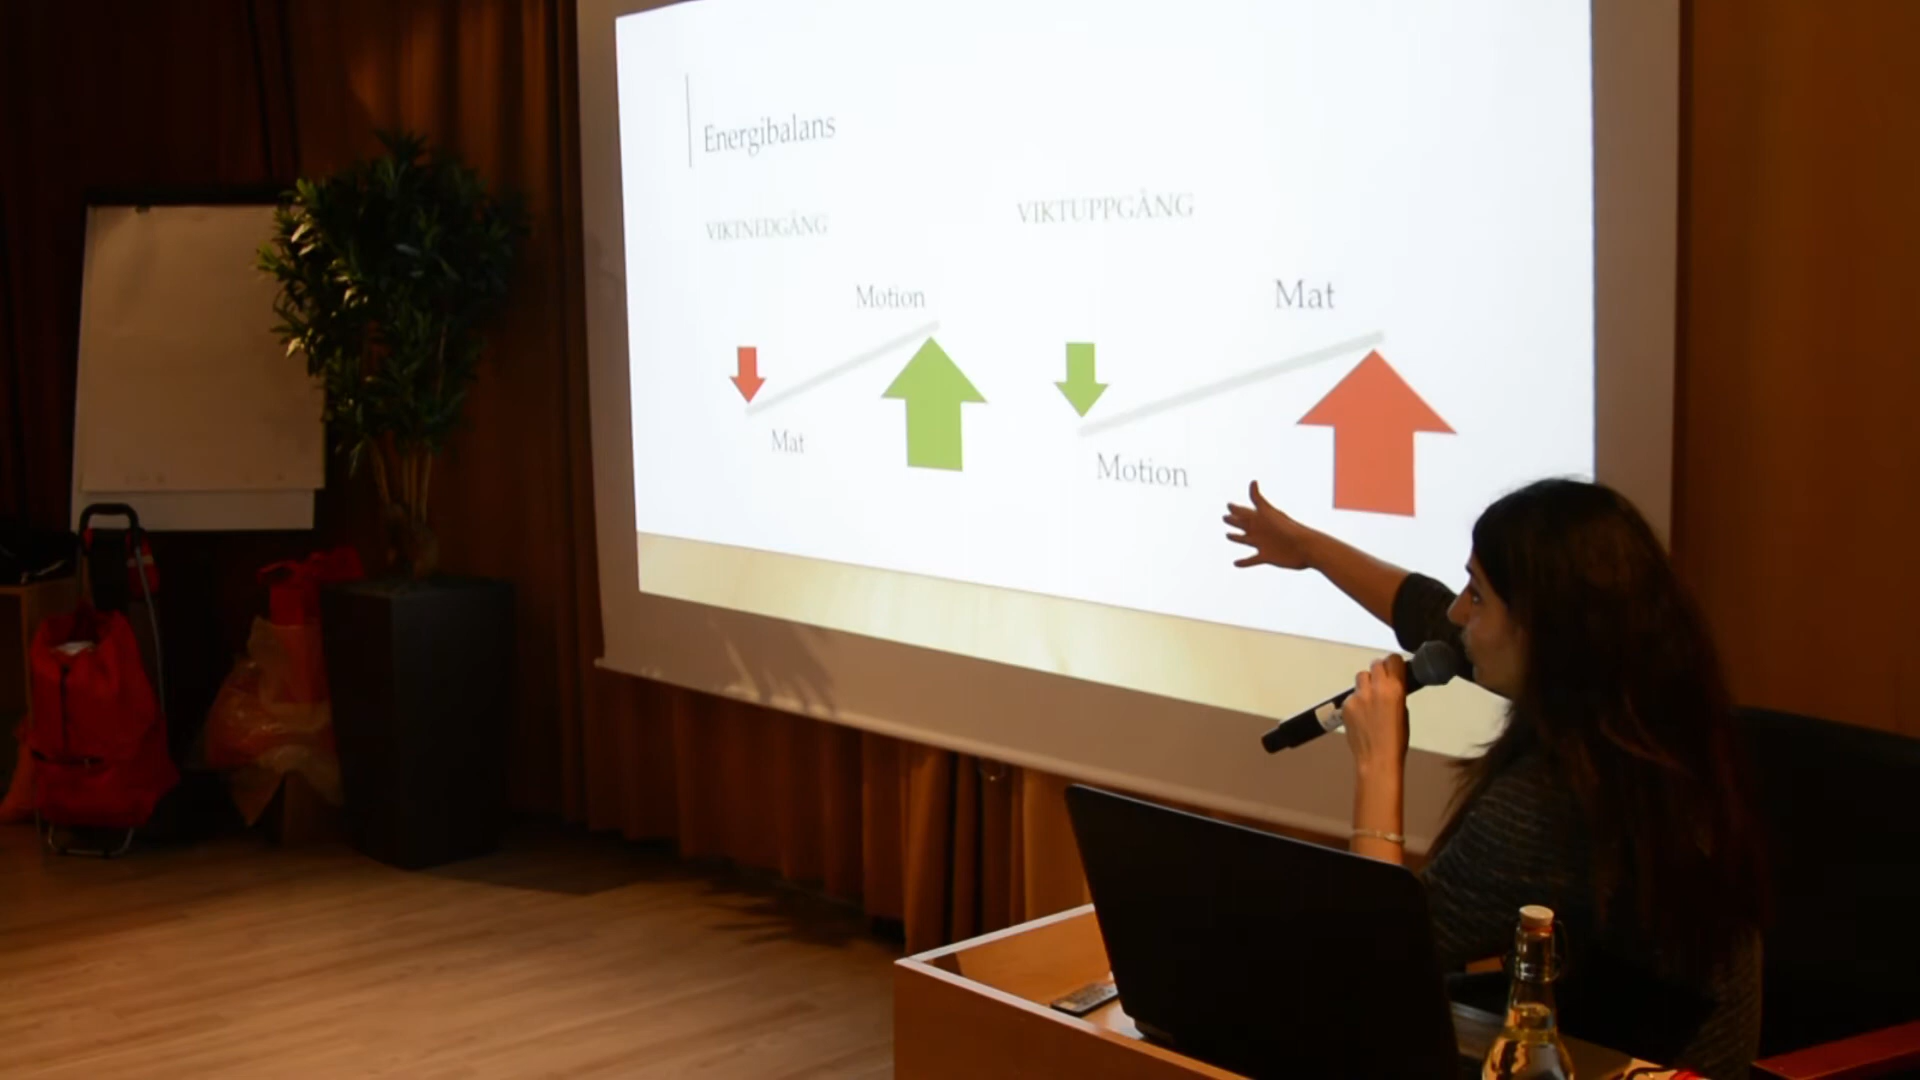 Energibalans
VIKTNEDGÅNG
Motion
Mat
VIKTUPPGÅNG
Mat
Motion